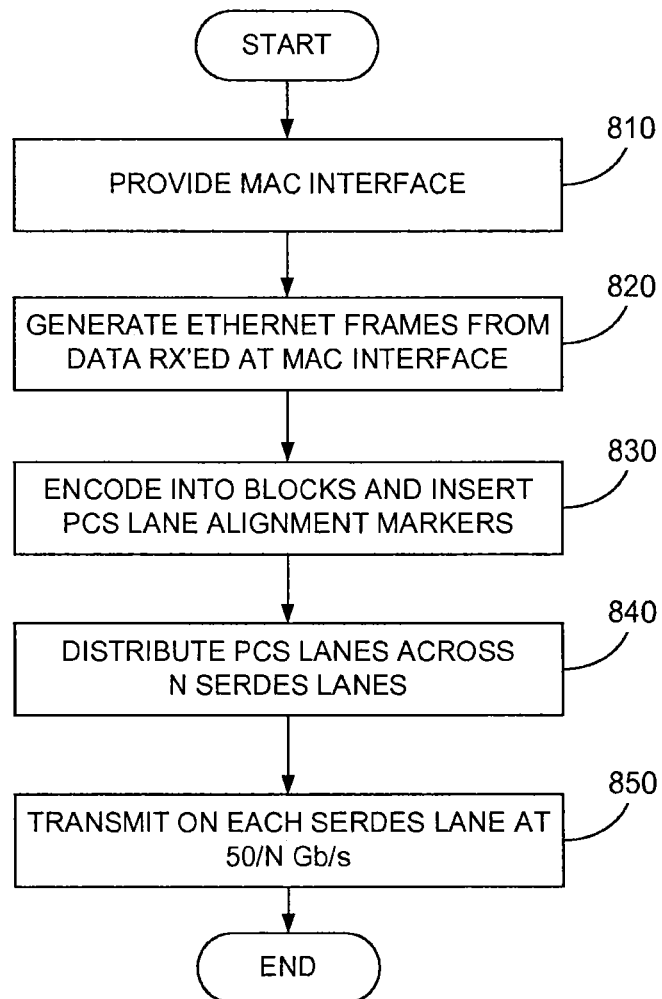 START
810
PROVIDE MAC INTERFACE
820
GENERATE ETHERNET FRAMES FROM
DATA RX'ED AT MAC INTERFACE
830
ENCODE INTO BLOCKS AND INSERT
PCS LANE ALIGNMENT MARKERS
840
DISTRIBUTE PCS LANES ACROSS
N SERDES LANES
850
TRANSMIT ON EACH SERDES LANE AT
50/N Gb/s
END